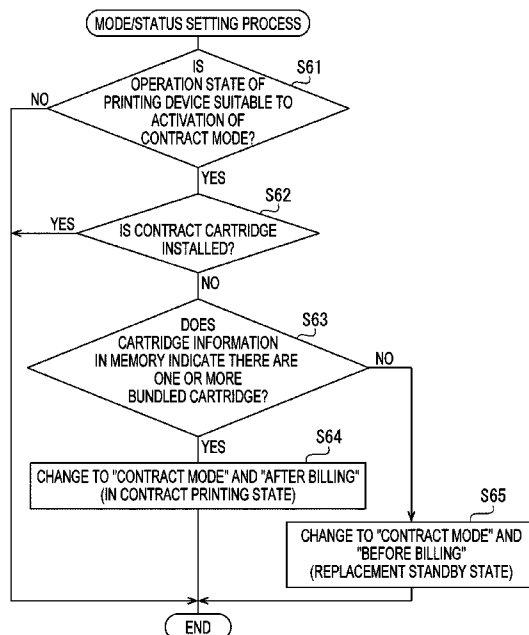 MODE/STATUS SETTING PROCESS
S61
IS
OPERATION STATE OF
PRINTING DEVICE SUITABLE TO
ACTIVATION OF
CONTRACT MODE?
NO
YES
S62
IS CONTRACT CARTRIDGE
INSTALLED?
YES
NO
S63
DOES
CARTRIDGE INFORMATION
IN MEMORY INDICATE THERE ARE
ONE OR MORE
BUNDLED CARTRIDGE?
NO
YES
S64
CHANGE TO "CONTRACT MODE" AND "AFTER BILLING"
(IN CONTRACT PRINTING STATE)
S65
CHANGE TO "CONTRACT MODE" AND
"BEFORE BILLING"
(REPLACEMENT STANDBY STATE)
END